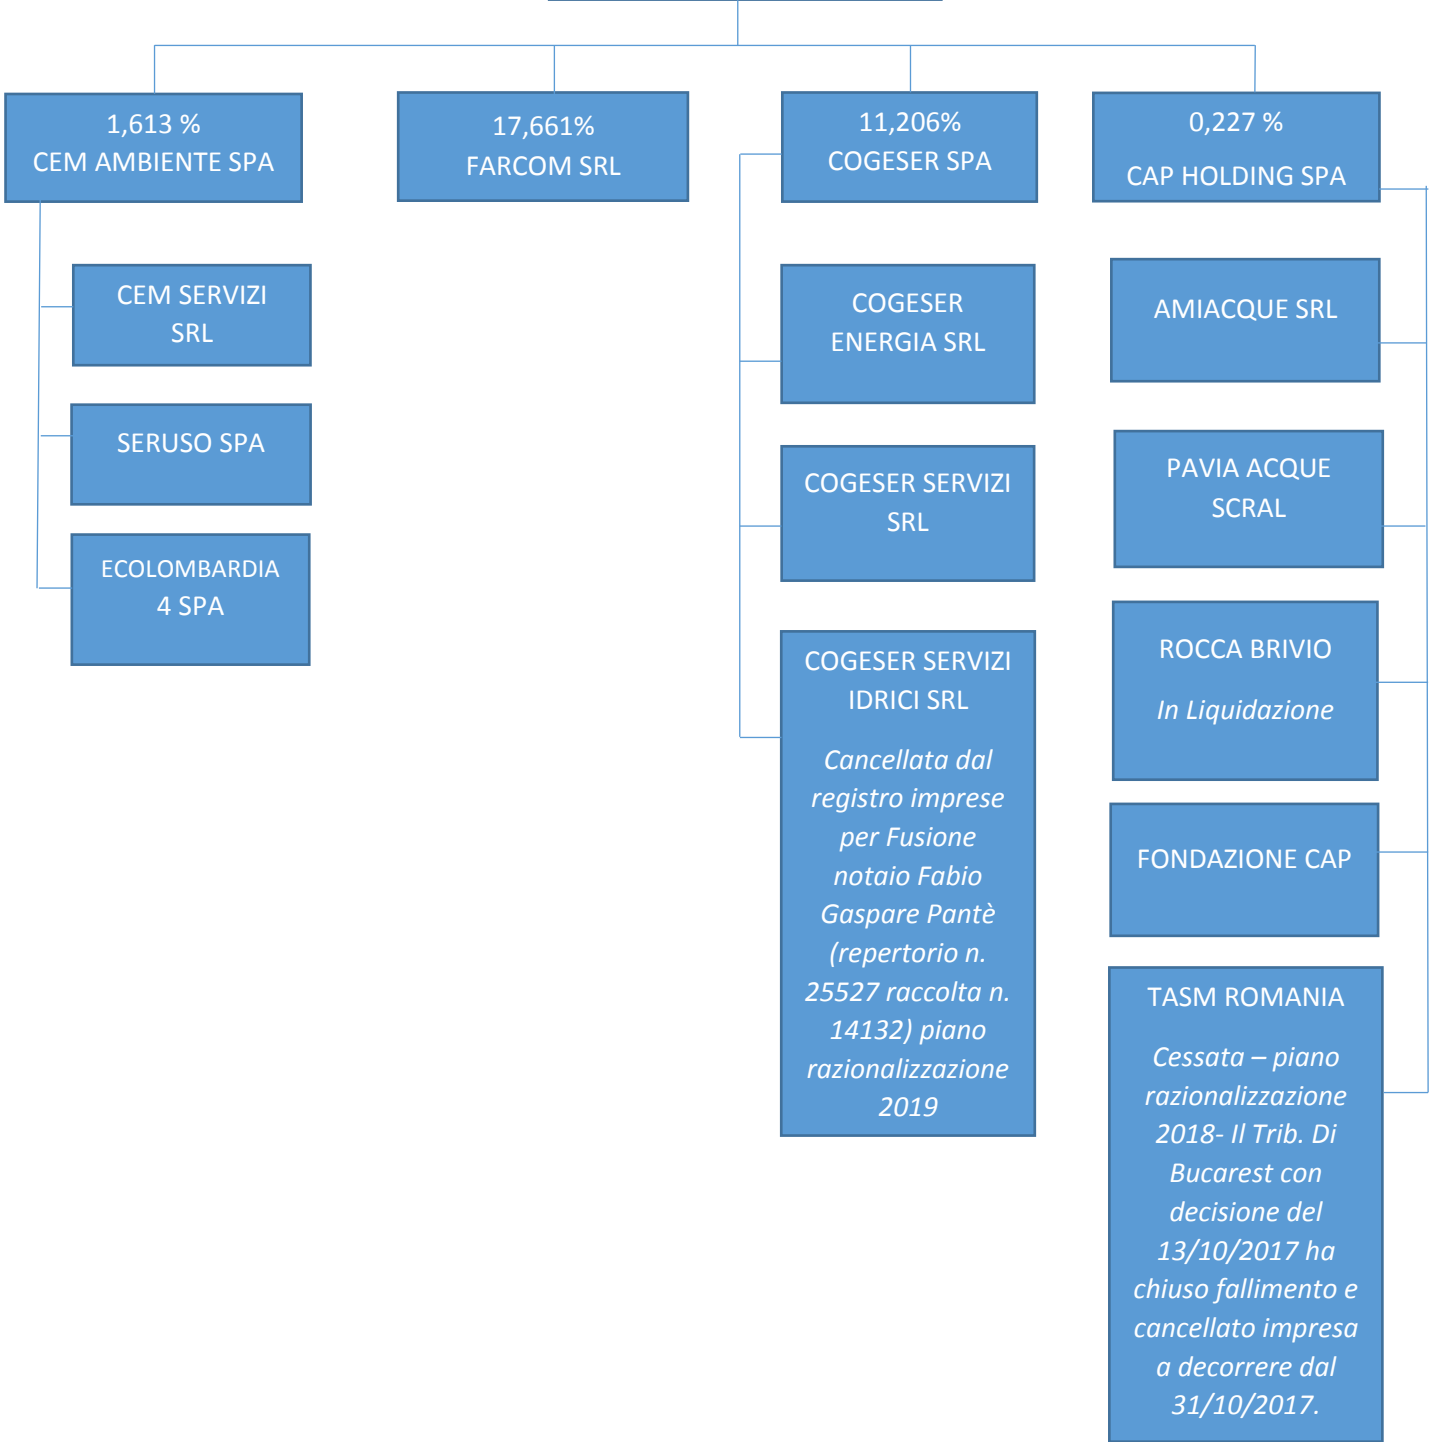 1,613 %
CEM AMBIENTE SPA
17,661%
FARCOM SRL
11,206%
COGESER SPA
0,227 %
CAP HOLDING SPA
CEM SERVIZI
SRL
SERUSO SPA
ECOLOMBARDIA
4 SPA
COGESER
ENERGIA SRL
COGESER SERVIZI
SRL
COGESER SERVIZI
IDRICI SRL
Cancellata dal
registro imprese
per Fusione
notaio Fabio
Gaspare Pantè
(repertorio n.
25527 raccolta n.
14132) piano
razionalizzazione
2019
AMIACQUE SRL
PAVIA ACQUE
SCRAL
ROCCA BRIVIO
In Liquidazione
FONDAZIONE CAP
TASM ROMANIA
Cessata – piano
razionalizzazione
2018- Il Trib. Di
Bucarest con
decisione del
13/10/2017 ha
chiuso fallimento e
cancellato impresa
a decorrere dal
31/10/2017.